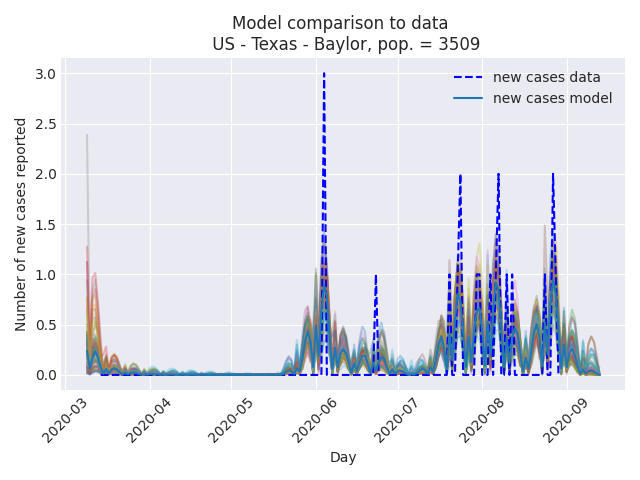 Model comparison to data
US - Texas - Baylor, pop. = 3509
new cases data
new cases model
Number of new cases reported
3.0
2.5
2.0
1.5
1.0
0.5
0.0
2020-03
2020-04
2020-05
2020-06
2020-07
2020-08
2020-09
Day